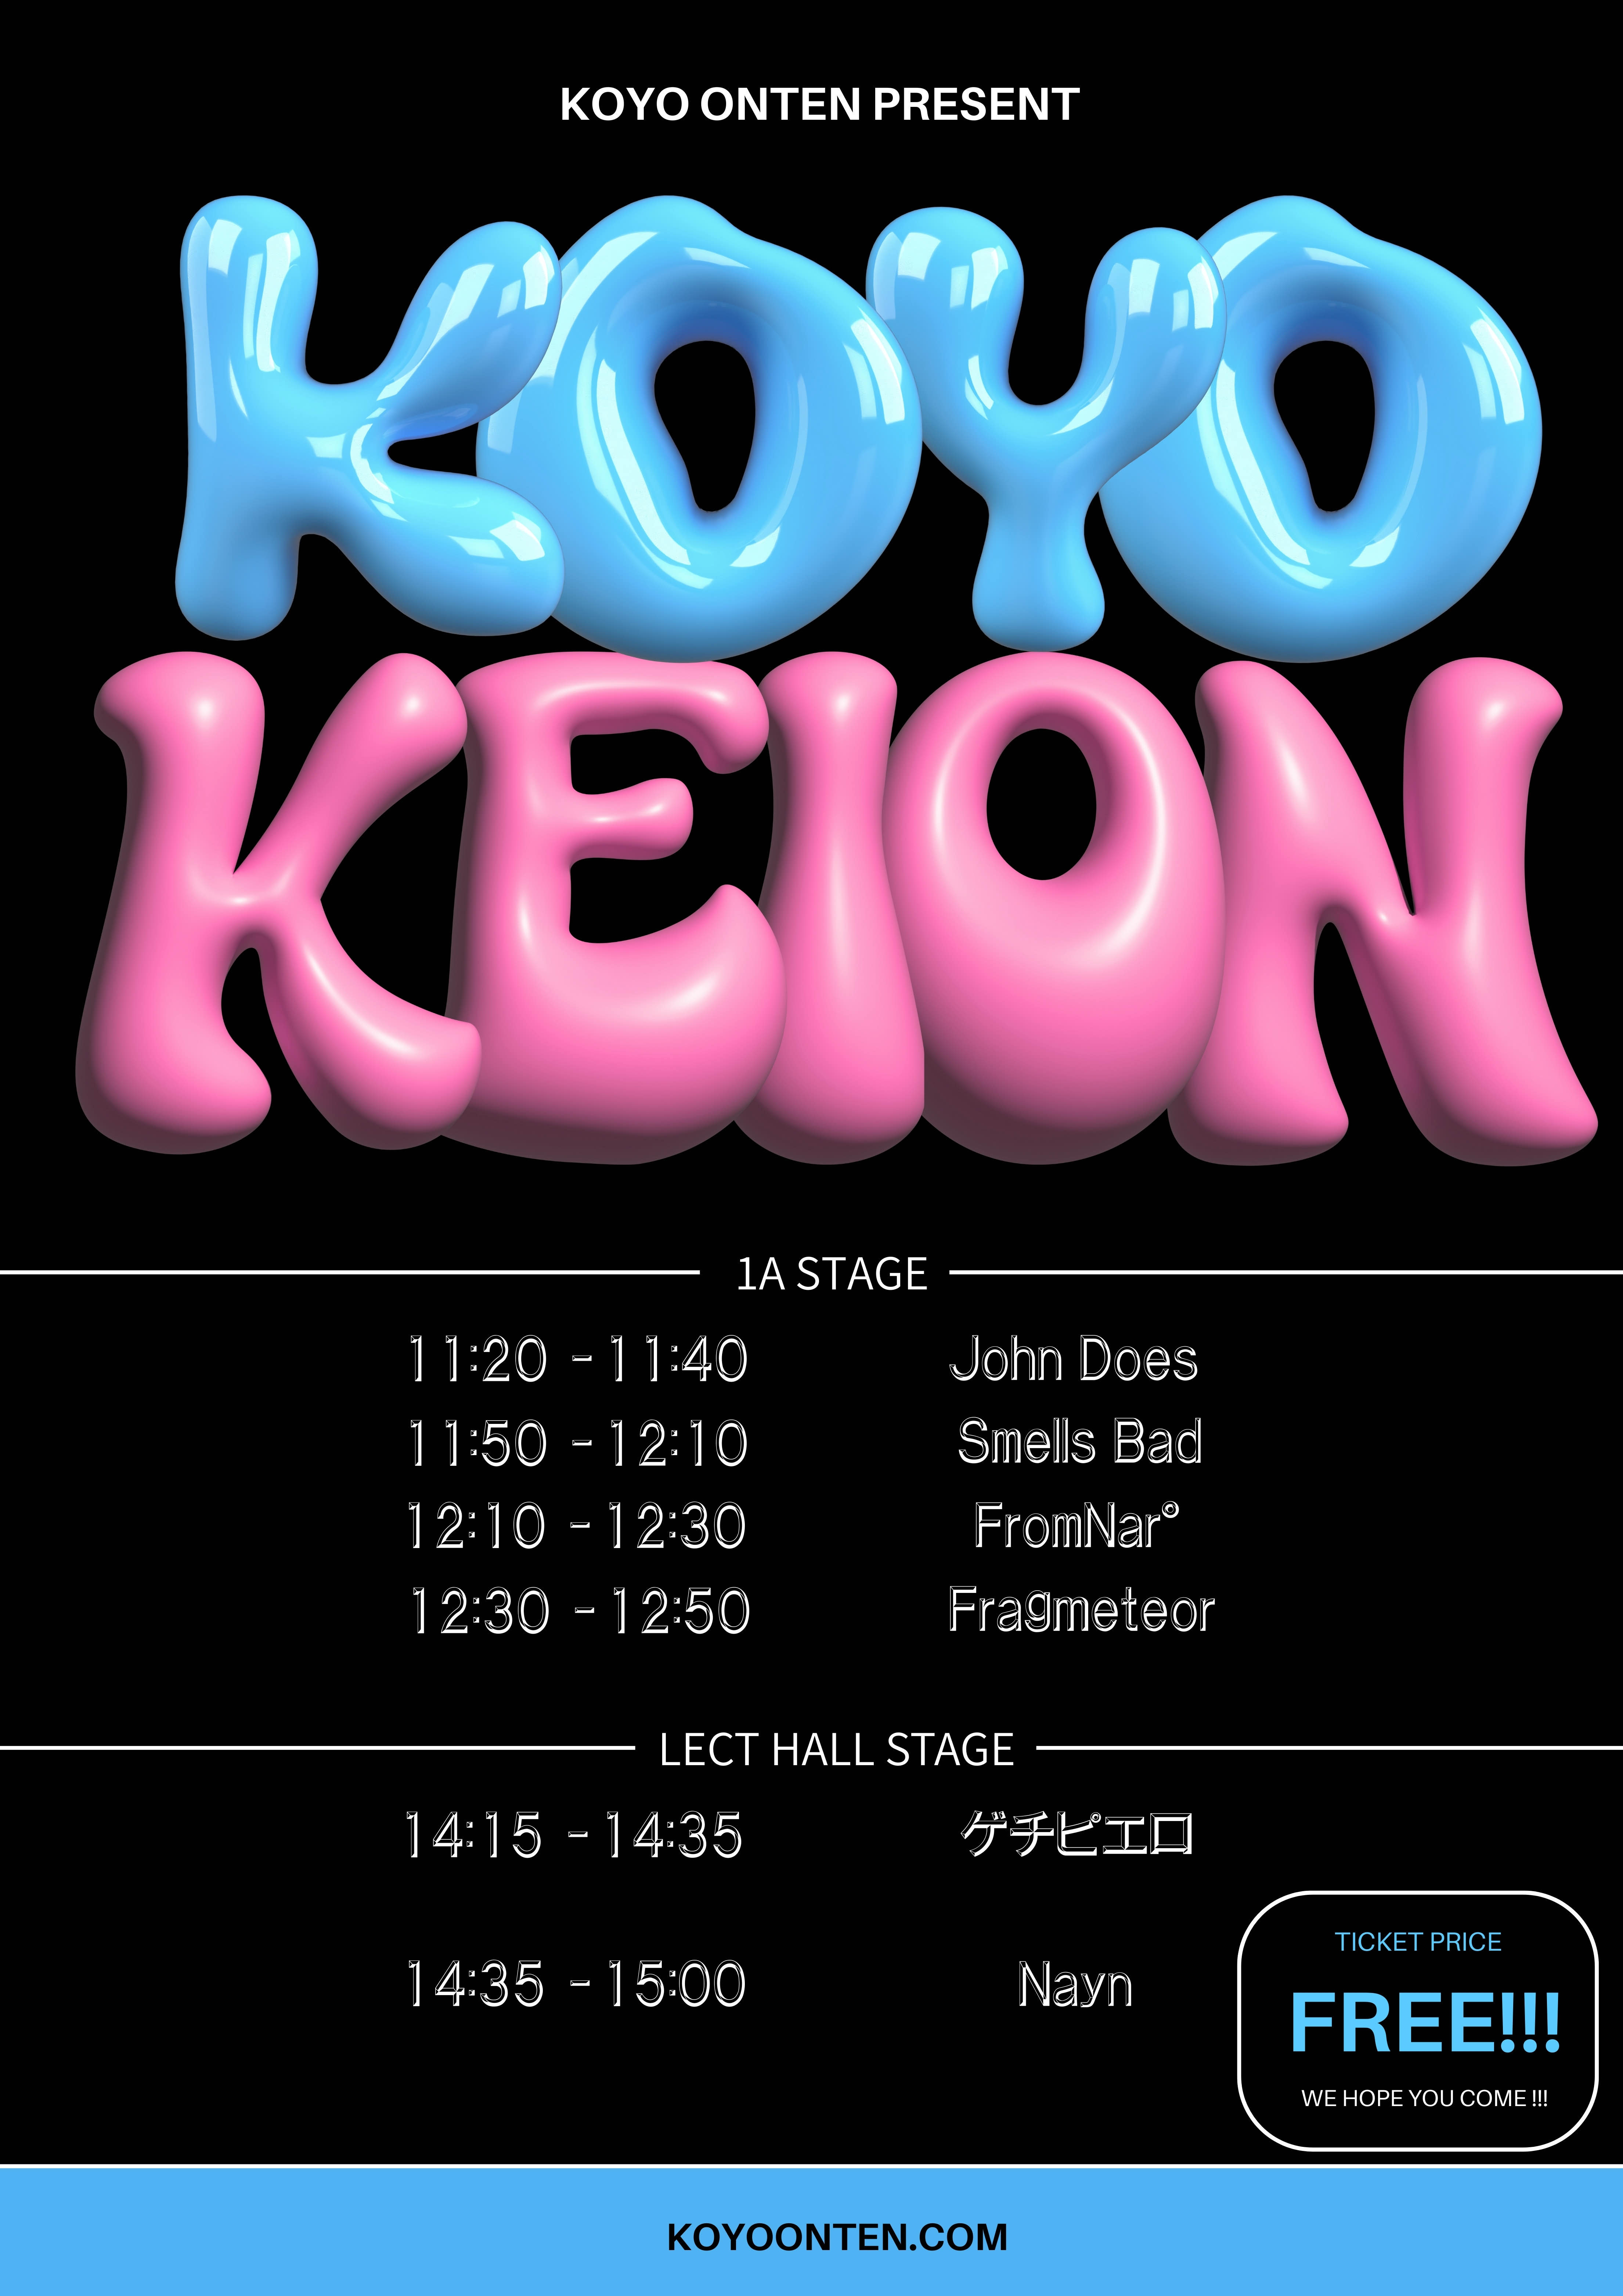 KOYO ONTEN PRESENT
KOYO
KEION
1A STAGE
11:20 -11:40 John Does
11:50 -12:10 Smells Bad
12:10 -12:30 FromNar°
12:30 -12:50 Fragmeteor
LECT HALL STAGE
14:15 -14:35 ゲチピエロ
14:35 -15:00 Nayn
TICKET PRICE
FREE!!!
WE HOPE YOU COME !!!
KOYOONTEN.COM